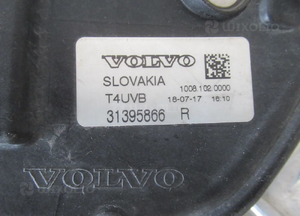 VOLVO
SLOVAKIA
1008.102.0000
T4UVB 18-07-17 16:10
31395866 R
VOLVO